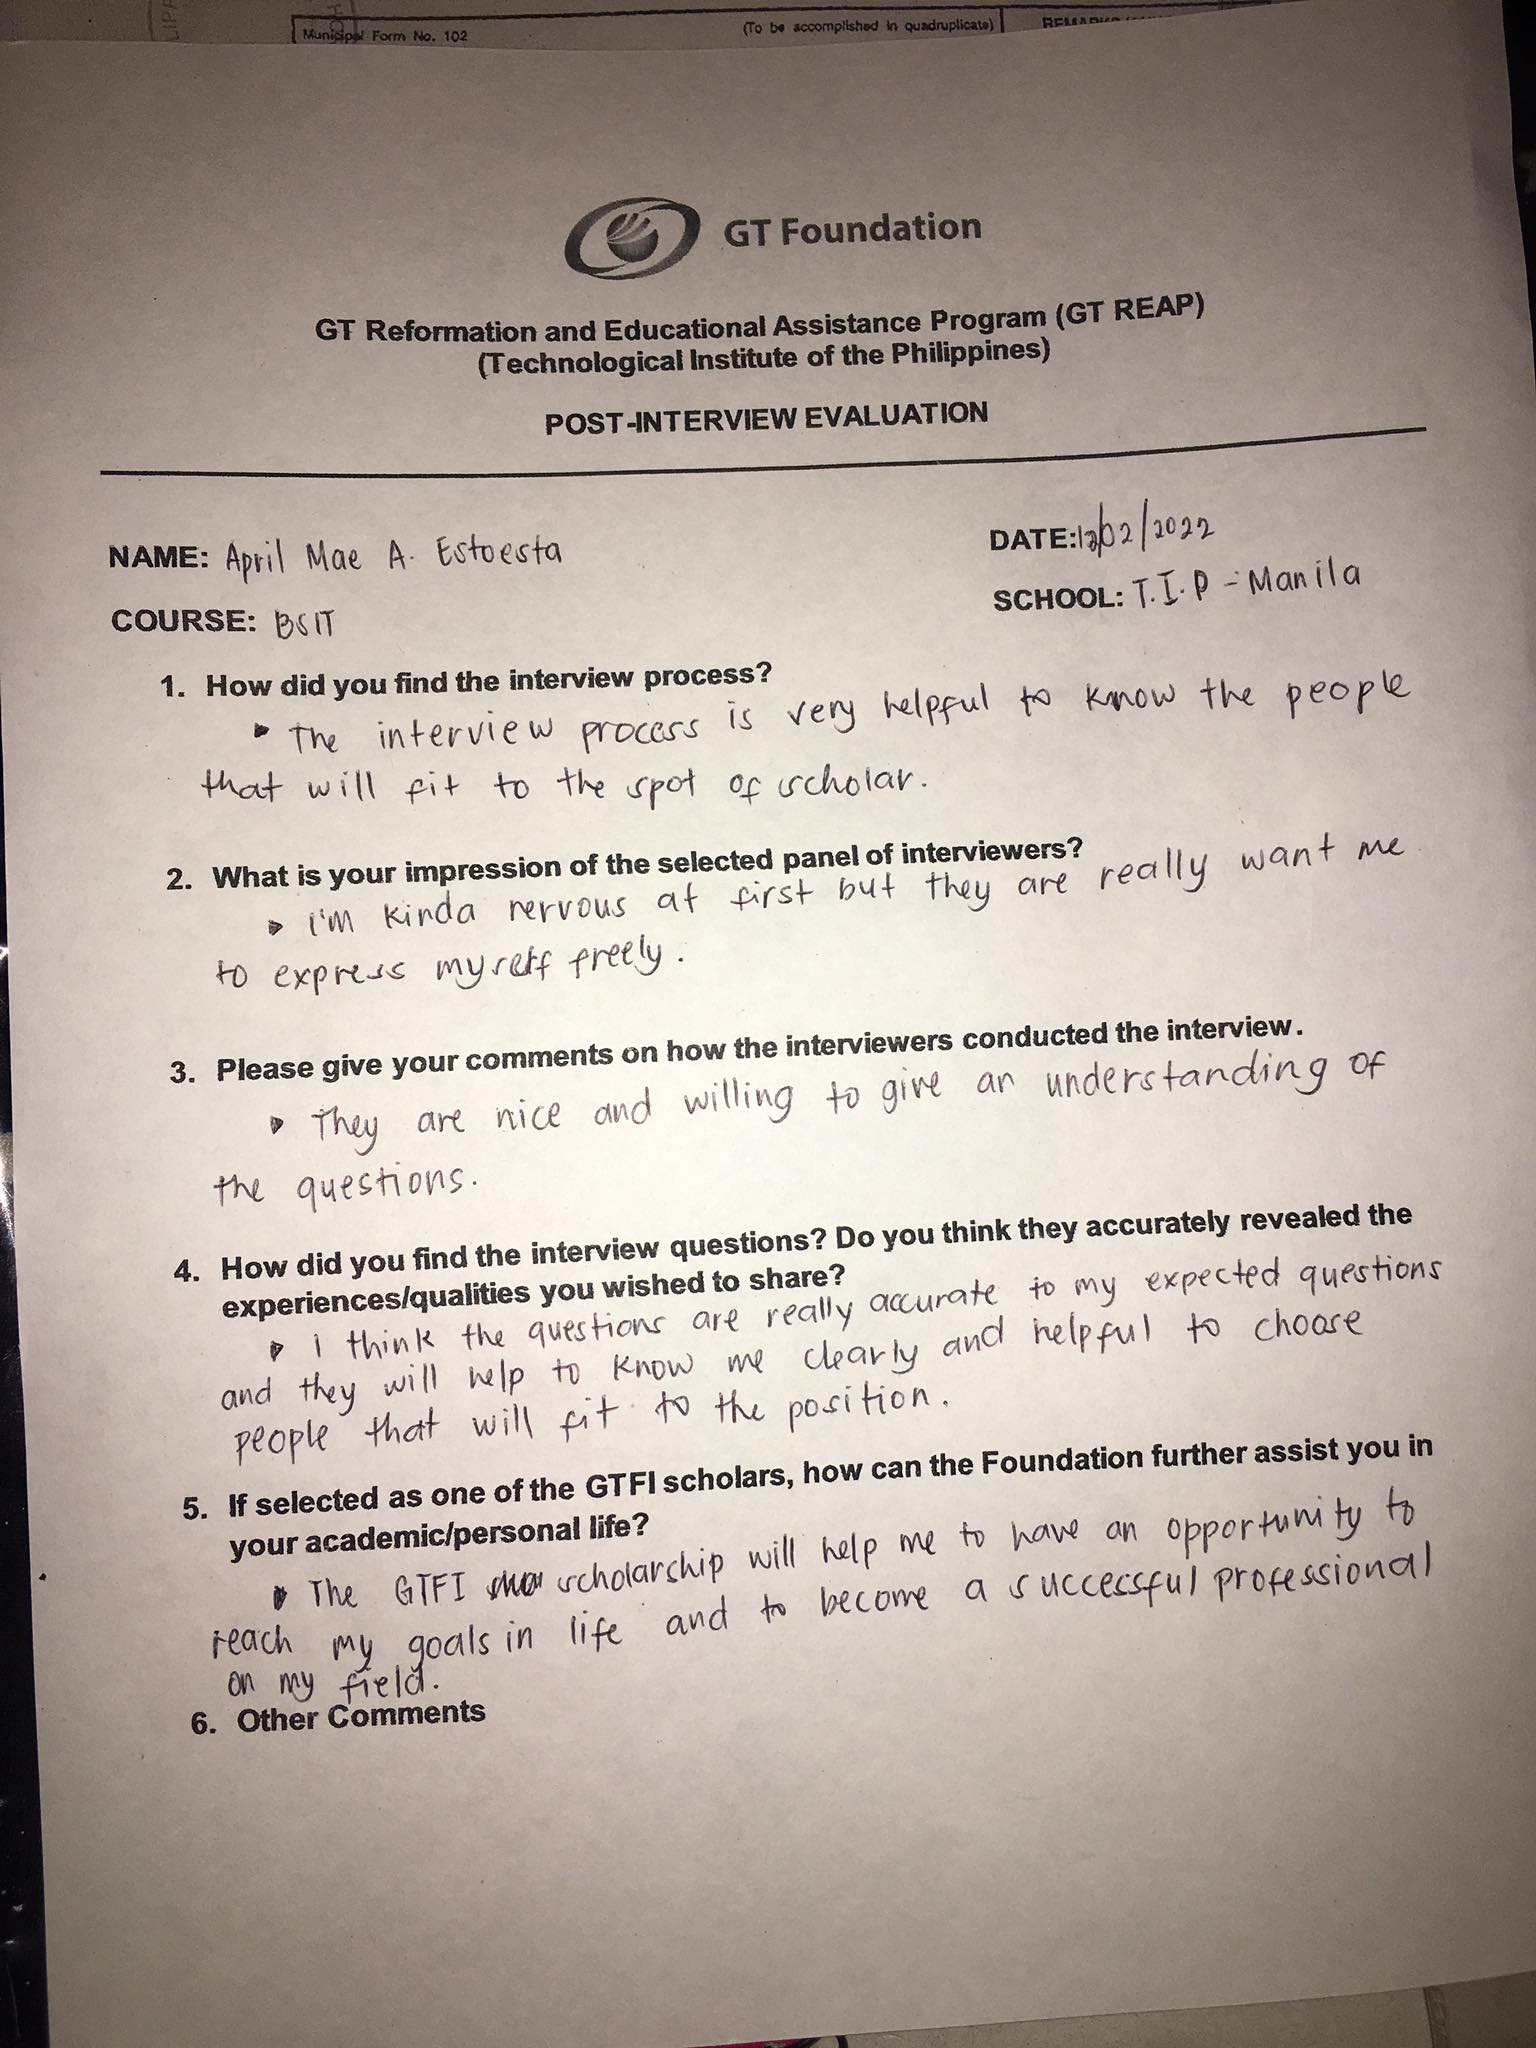 Municipal Form No. 102
(To be accomplished in quadruplicate)
GT Foundation
GT Reformation and Educational Assistance Program (GT REAP)
(Technological Institute of the Philippines)
POST-INTERVIEW EVALUATION
NAME: April Mae A. Estoesta
DATE: 12/02/2022
COURSE: BSIT
SCHOOL: T.I.P - Manila
1. How did you find the interview process?
The interview process is very helpful to know the people
that will fit to the spot of scholar.
2. What is your impression of the selected panel of interviewers?
I'm kinda nervous at first but they are really want me
to express myself freely.
3. Please give your comments on how the interviewers conducted the interview.
They are nice and willing to give an understanding of
the questions.
4. How did you find the interview questions? Do you think they accurately revealed the
experiences/qualities you wished to share?
I think the questions are really accurate to my expected questions
and they will help to know me clearly and helpful to choose
people that will fit to the position.
5. If selected as one of the GTFI scholars, how can the Foundation further assist you in
your academic/personal life?
The GTFI scholarship will help me to have an opportunity to
reach my goals in life and to become a successful professional
on my field.
6. Other Comments